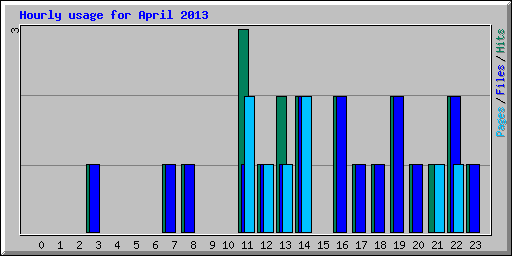 Hourly usage for April 2013
3
Pages / Files / Hits
0 1 2 3 4 5 6 7 8 9 10 11 12 13 14 15 16 17 18 19 20 21 22 23